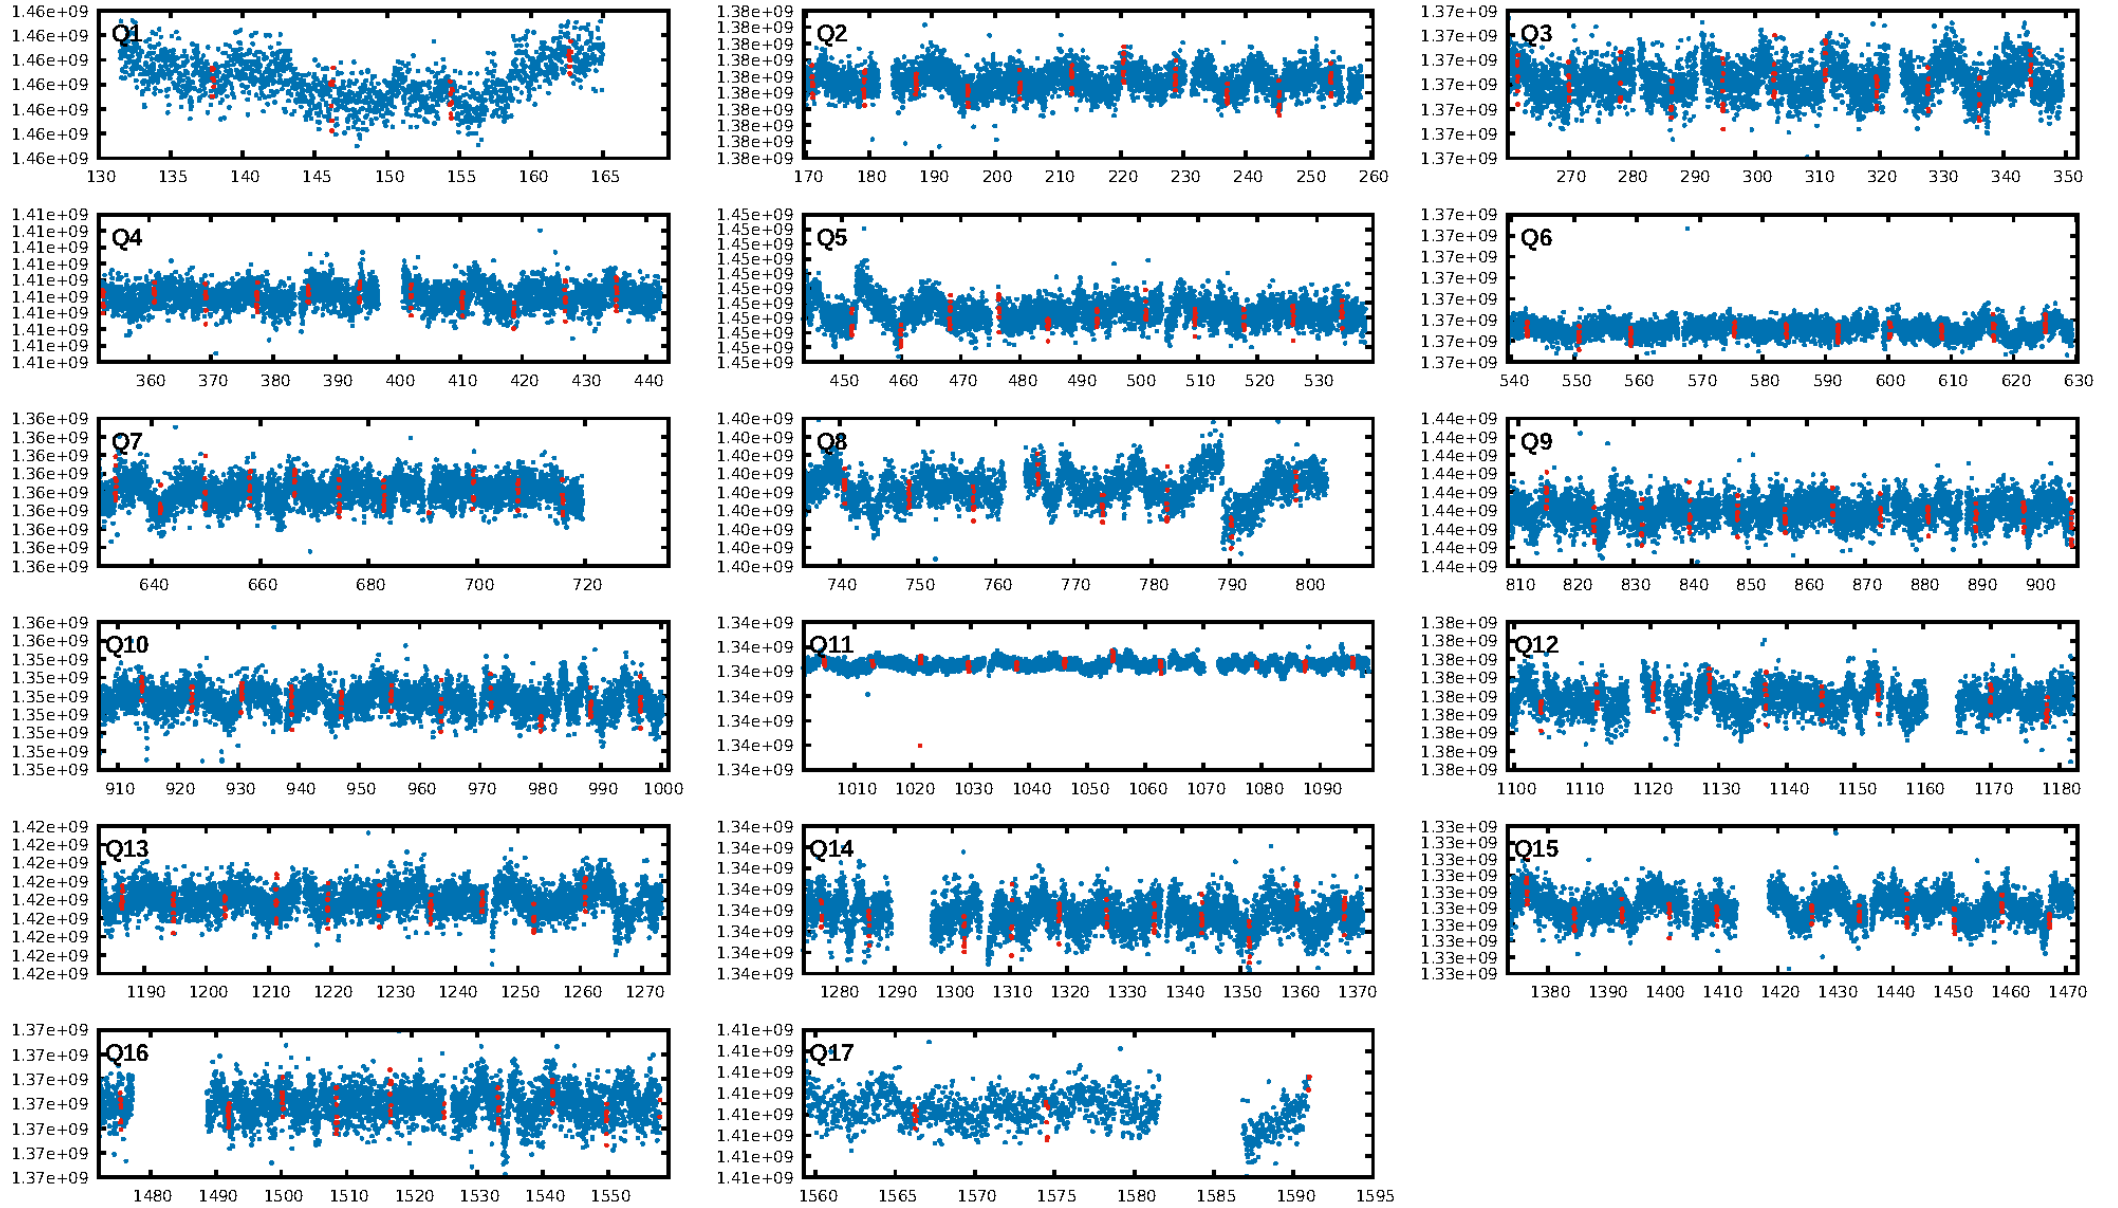 1.46e+09
1.46e+09
1.46e+09
1.46e+09
1.46e+09
1.46e+09
1.46e+09
Q1
130 135 140 145 150 155 160 165
1.38e+09
1.38e+09
1.38e+09
1.38e+09
1.38e+09
1.38e+09
1.38e+09
1.38e+09
1.38e+09
1.38e+09
Q2
170 180 190 200 210 220 230 240 250 260
1.37e+09
1.37e+09
1.37e+09
1.37e+09
1.37e+09
1.37e+09
1.37e+09
Q3
270 280 290 300 310 320 330 340 350
1.41e+09
1.41e+09
1.41e+09
1.41e+09
1.41e+09
1.41e+09
1.41e+09
1.41e+09
1.41e+09
1.41e+09
Q4
360 370 380 390 400 410 420 430 440
1.45e+09
1.45e+09
1.45e+09
1.45e+09
1.45e+09
1.45e+09
1.45e+09
1.45e+09
1.45e+09
1.45e+09
1.45e+09
Q5
450 460 470 480 490 500 510 520 530
1.37e+09
1.37e+09
1.37e+09
1.37e+09
1.37e+09
1.37e+09
1.37e+09
1.37e+09
Q6
540 550 560 570 580 590 600 610 620 630
1.36e+09
1.36e+09
1.36e+09
1.36e+09
1.36e+09
1.36e+09
1.36e+09
1.36e+09
1.36e+09
Q7
640 660 680 700 720
1.40e+09
1.40e+09
1.40e+09
1.40e+09
1.40e+09
1.40e+09
1.40e+09
1.40e+09
1.40e+09
Q8
740 750 760 770 780 790 800
1.44e+09
1.44e+09
1.44e+09
1.44e+09
1.44e+09
1.44e+09
1.44e+09
1.44e+09
1.44e+09
Q9
810 820 830 840 850 860 870 880 890 900
1.36e+09
1.36e+09
1.35e+09
1.35e+09
1.35e+09
1.35e+09
1.35e+09
1.35e+09
1.35e+09
Q10
910 920 930 940 950 960 970 980 990 1000
1.34e+09
1.34e+09
1.34e+09
1.34e+09
1.34e+09
1.34e+09
1.34e+09
Q11
1010 1020 1030 1040 1050 1060 1070 1080 1090
1.38e+09
1.38e+09
1.38e+09
1.38e+09
1.38e+09
1.38e+09
1.38e+09
1.38e+09
1.38e+09
Q12
1100 1110 1120 1130 1140 1150 1160 1170 1180
1.42e+09
1.42e+09
1.42e+09
1.42e+09
1.42e+09
1.42e+09
1.42e+09
1.42e+09
1.42e+09
Q13
1190 1200 1210 1220 1230 1240 1250 1260 1270
1.34e+09
1.34e+09
1.34e+09
1.34e+09
1.34e+09
1.34e+09
1.34e+09
1.34e+09
Q14
1280 1290 1300 1310 1320 1330 1340 1350 1360 1370
1.33e+09
1.33e+09
1.33e+09
1.33e+09
1.33e+09
1.33e+09
1.33e+09
1.33e+09
1.33e+09
1.33e+09
Q15
1380 1390 1400 1410 1420 1430 1440 1450 1460 1470
1.37e+09
1.37e+09
1.37e+09
1.37e+09
1.37e+09
1.37e+09
1.37e+09
Q16
1480 1490 1500 1510 1520 1530 1540 1550
1.41e+09
1.41e+09
1.41e+09
1.41e+09
1.41e+09
1.41e+09
1.41e+09
1.41e+09
Q17
1560 1565 1570 1575 1580 1585 1590 1595